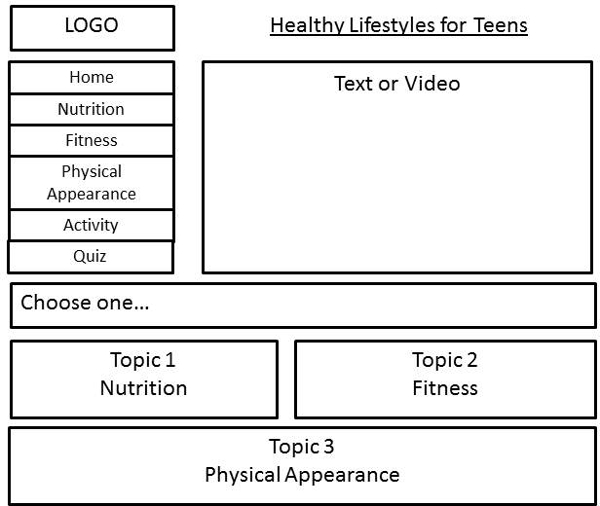 LOGO
Healthy Lifestyles for Teens
Home
Nutrition
Fitness
Physical
Appearance
Activity
Quiz
Text or Video
Choose one...
Topic 1
Nutrition
Topic 2
Fitness
Topic 3
Physical Appearance